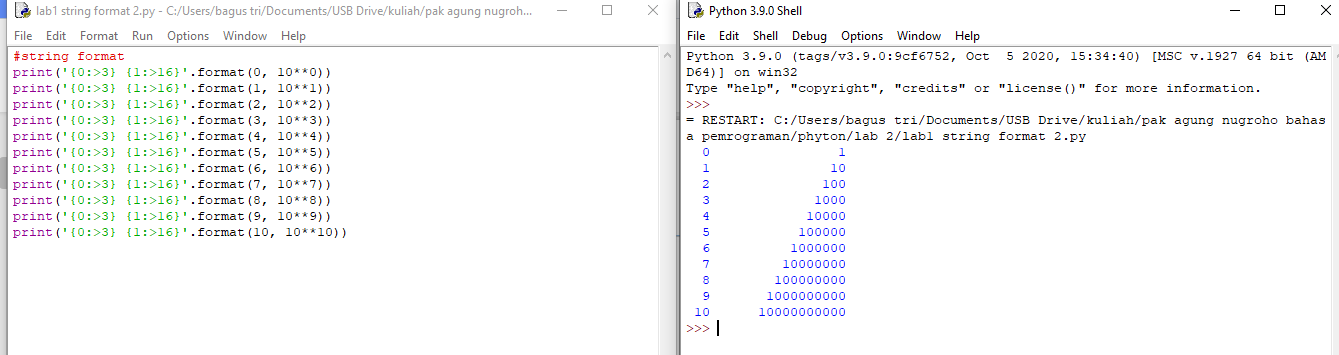 lab1 string format 2.py - C:/Users/bagus tri/Documents/USB Drive/kuliah/pak agung nugroho...
File Edit Format Run Options Window Help
#string format
print('{0:>3} {1:>16}'.format(0, 10**0))
print('{0:>3} {1:>16}'.format(1, 10**1))
print('{0:>3} {1:>16}'.format(2, 10**2))
print('{0:>3} {1:>16}'.format(3, 10**3))
print('{0:>3} {1:>16}'.format(4, 10**4))
print('{0:>3} {1:>16}'.format(5, 10**5))
print('{0:>3} {1:>16}'.format(6, 10**6))
print('{0:>3} {1:>16}'.format(7, 10**7))
print('{0:>3} {1:>16}'.format(8, 10**8))
print('{0:>3} {1:>16}'.format(9, 10**9))
print('{0:>3} {1:>16}'.format(10, 10**10))
Python 3.9.0 Shell
File Edit Shell Debug Options Window Help
Python 3.9.0 (tags/v3.9.0:9cf6752, Oct  5 2020, 15:34:40) [MSC v.1927 64 bit (AM
D64)] on win32
Type "help", "copyright", "credits" or "license()" for more information.
>>>
= RESTART: C:/Users/bagus tri/Documents/USB Drive/kuliah/pak agung nugroho bahas
a pemrograman/phyton/lab 2/lab1 string format 2.py
  0                1
  1               10
  2              100
  3             1000
  4            10000
  5           100000
  6          1000000
  7         10000000
  8        100000000
  9       1000000000
 10      10000000000
>>>